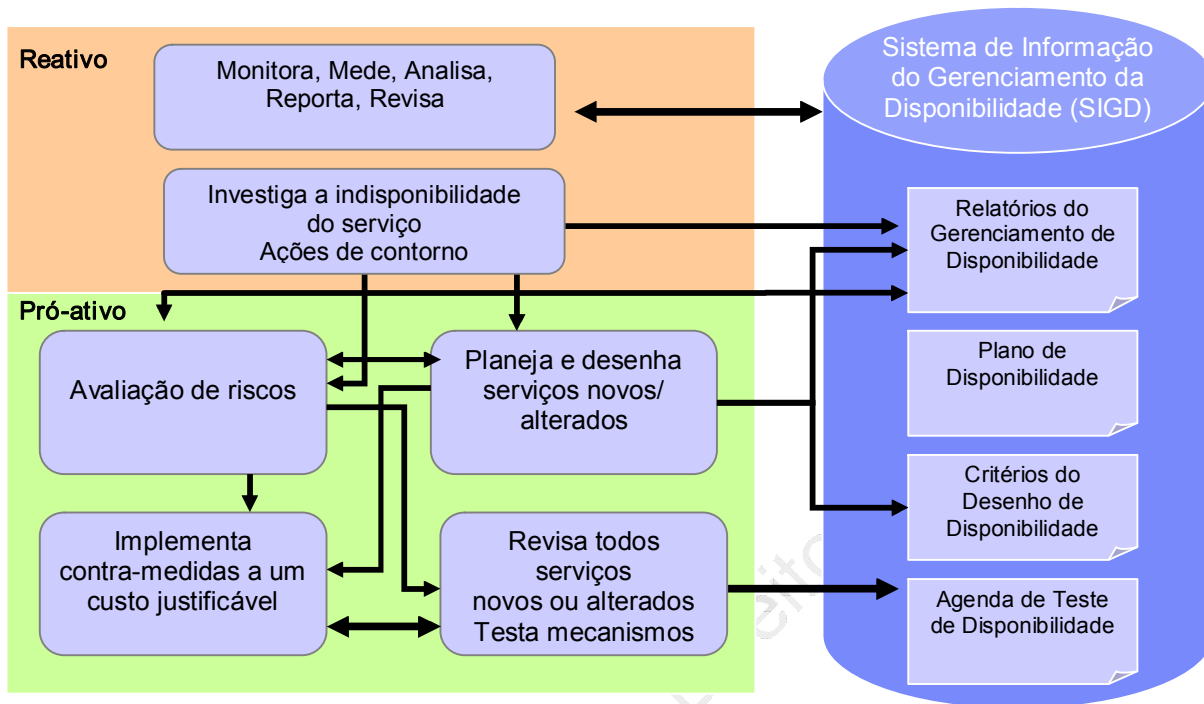 Reativo
Monitora, Mede, Analisa,
Reporta, Revisa
Investiga a indisponibilidade
do serviço
Ações de contorno
Pró-ativo
Avaliação de riscos
Planeja e desenha
serviços novos/
alterados
Implementa
contra-medidas a um
custo justificável
Revisa todos
serviços
novos ou alterados
Testa mecanismos
Sistema de Informação
do Gerenciamento da
Disponibilidade (SIGD)
Relatórios do
Gerenciamento de
Disponibilidade
Plano de
Disponibilidade
Critérios do
Desenho de
Disponibilidade
Agenda de Teste
de Disponibilidade